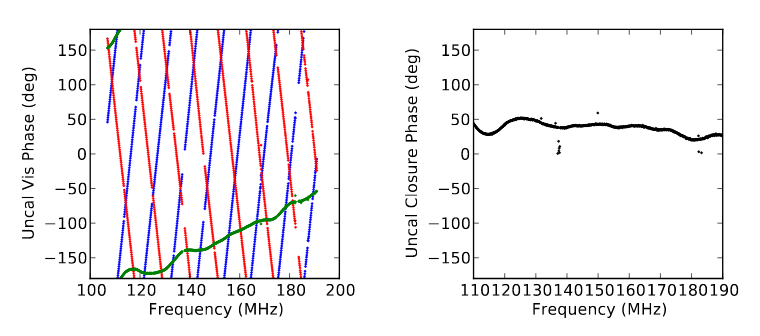 150
100
50
0
−50
−100
−150
Uncal Vis Phase (deg)
100 120 140 160 180 200
Frequency (MHz)
150
100
50
0
−50
−100
−150
Uncal Closure Phase (deg)
110 120 130 140 150 160 170 180 190
Frequency (MHz)